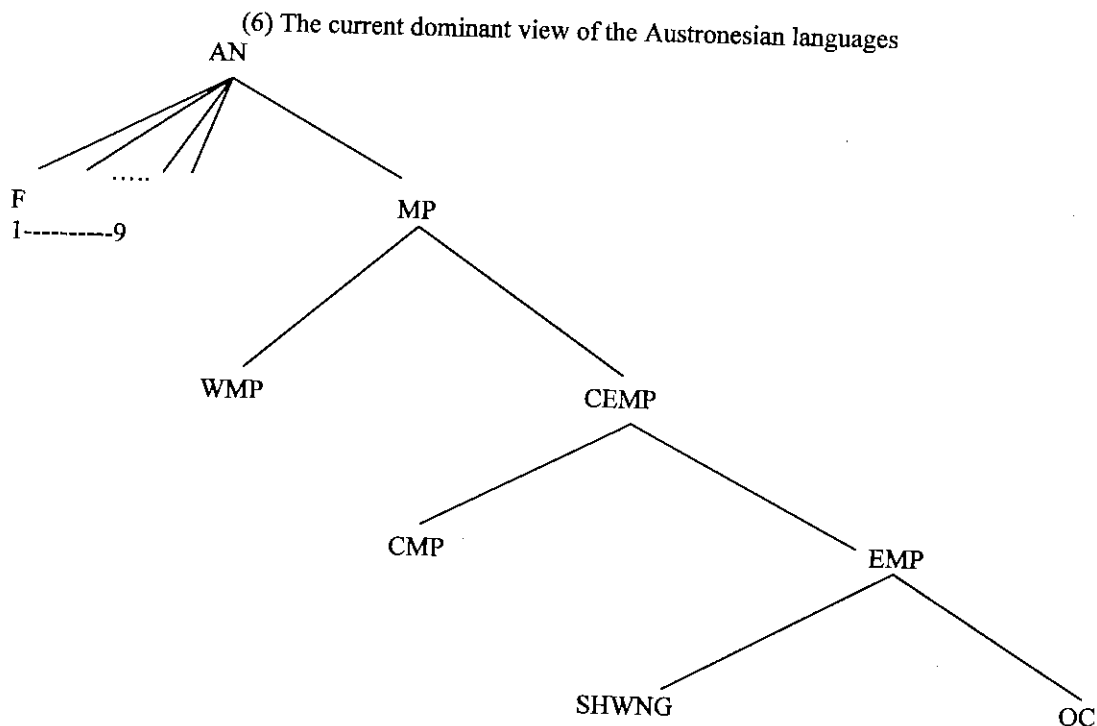 (6) The current dominant view of the Austronesian languages
AN
.....
F
1-----------9
MP
WMP
CEMP
CMP
EMP
SHWNG
OC